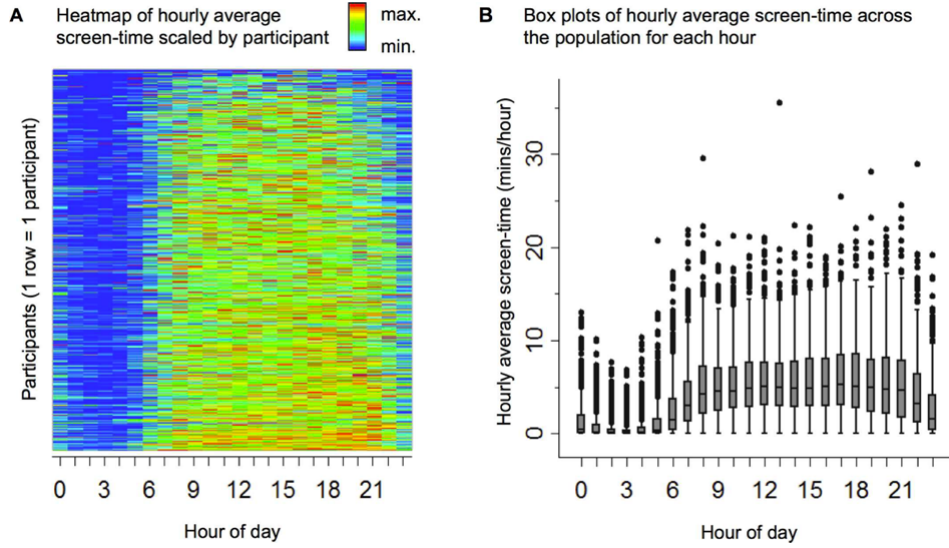 A
Heatmap of hourly average
screen-time scaled by participant
max.
min.
Participants (1 row = 1 participant)
0 3 6 9 12 15 18 21
Hour of day
B
Box plots of hourly average screen-time across
the population for each hour
Hourly average screen-time (mins/hour)
30
20
10
0
0 3 6 9 12 15 18 21
Hour of day